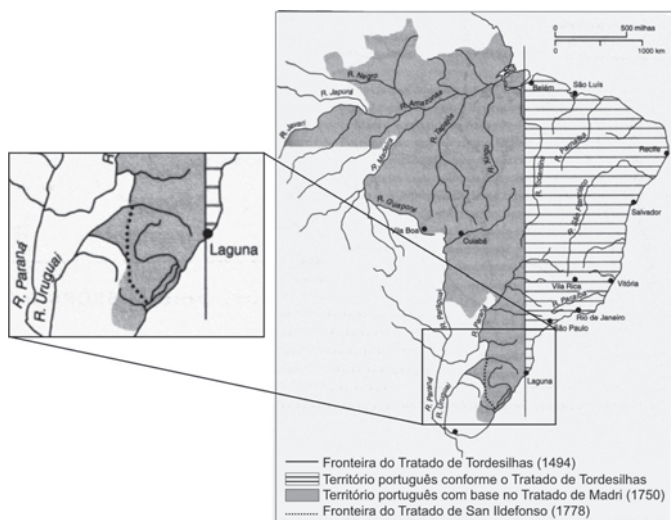 0 500 milhas
0 1000 km
R. Negro
R. Japurá
R. Amazonas
R. Javari
R. Madeira
R. Tapajós
R. Xingu
R. Tocantins
Belém
São Luís
R. Parnaíba
Recife
R. São Francisco
Salvador
R. Guaporé
Vila Boa
Cuiabá
Vila Rica
Vitória
R. Paraíba
Rio de Janeiro
São Paulo
R. Paraguai
R. Paraná
R. Paraná
R. Uruguai
Laguna
R.
R. Paraná
R. Uruguai
Laguna
Fronteira do Tratado de Tordesilhas (1494)
Território português conforme o Tratado de Tordesilhas
Território português com base no Tratado de Madri (1750)
Fronteira do Tratado de San Ildefonso (1778)